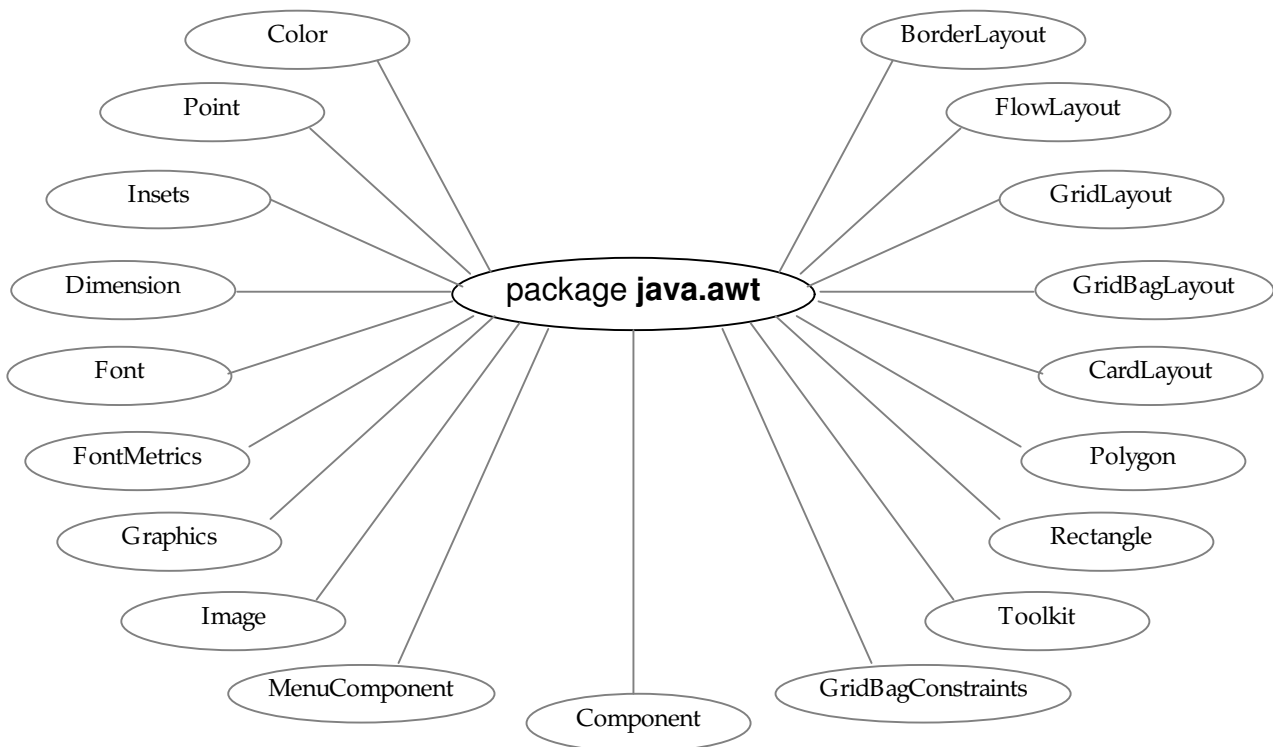 Color
BorderLayout
Point
FlowLayout
Insets
GridLayout
Dimension
package java.awt
GridBagLayout
Font
CardLayout
FontMetrics
Polygon
Graphics
Rectangle
Image
Toolkit
MenuComponent
GridBagConstraints
Component